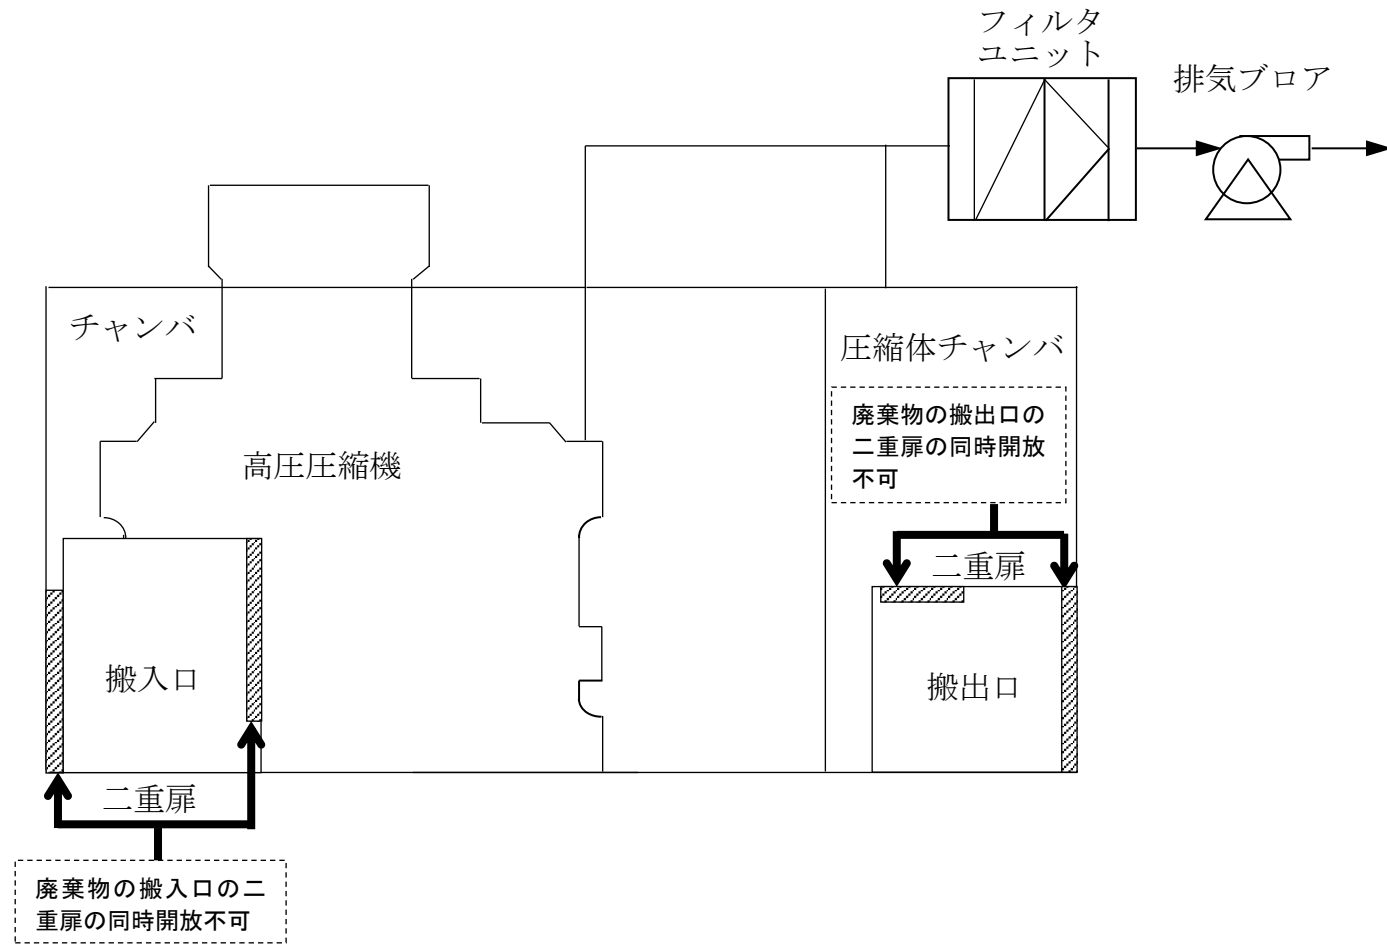 フィルタ
ユニット
排気ブロア
チャンバ
圧縮体チャンバ
廃棄物の搬出口の
二重扉の同時開放
不可
高圧圧縮機
二重扉
搬入口
搬出口
二重扉
廃棄物の搬入口の二
重扉の同時開放不可